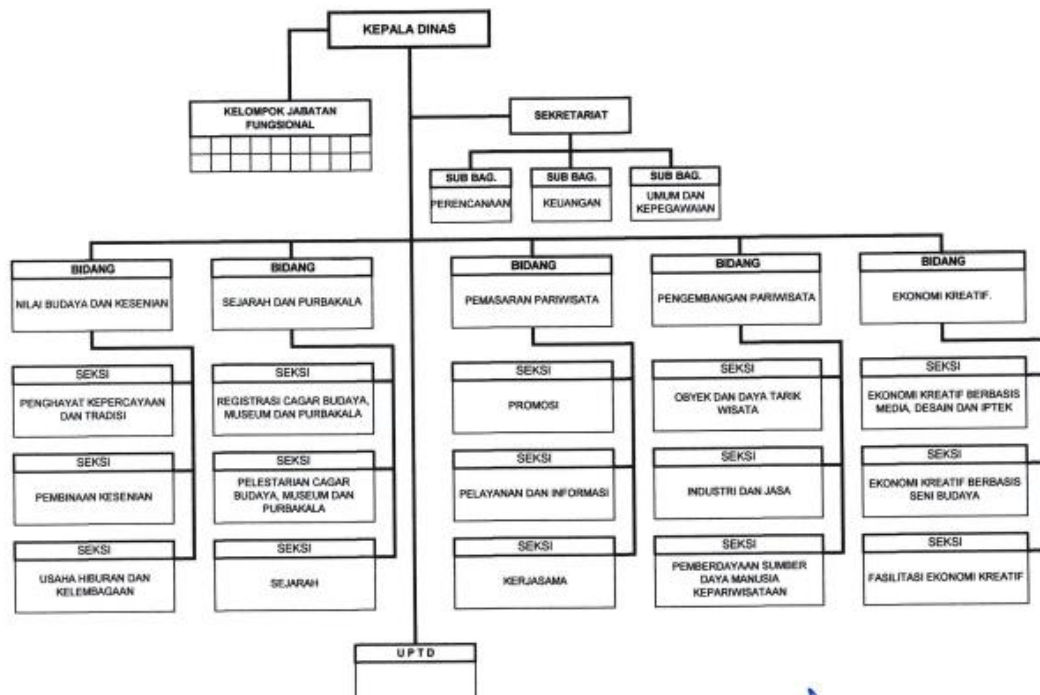 KEPALA DINAS
KELOMPOK JABATAN
FUNGSIONAL
SEKRETARIAT
SUB BAG.
PERENCANAAN
SUB BAG.
KEUANGAN
SUB BAG.
UMUM DAN
KEPEGAWAIAN
BIDANG
NILAI BUDAYA DAN KESENIAN
BIDANG
SEJARAH DAN PURBAKALA
BIDANG
PEMASARAN PARIWISATA
BIDANG
PENGEMBANGAN PARIWISATA
BIDANG
EKONOMI KREATIF.
SEKSI
PENGHAYAT KEPERCAYAAN
DAN TRADISI
SEKSI
REGISTRASI CAGAR BUDAYA,
MUSEUM DAN PURBAKALA
SEKSI
PROMOSI
SEKSI
OBYEK DAN DAYA TARIK
WISATA
SEKSI
EKONOMI KREATIF BERBASIS
MEDIA, DESAIN DAN IPTEK
SEKSI
PEMBINAAN KESENIAN
SEKSI
PELESTARIAN CAGAR
BUDAYA, MUSEUM DAN
PURBAKALA
SEKSI
PELAYANAN DAN INFORMASI
SEKSI
INDUSTRI DAN JASA
SEKSI
EKONOMI KREATIF BERBASIS
SENI BUDAYA
SEKSI
USAHA HIBURAN DAN
KELEMBAGAAN
SEKSI
SEJARAH
SEKSI
KERJASAMA
SEKSI
PEMBERDAYAAN SUMBER
DAYA MANUSIA
KEPARIWISATAAN
SEKSI
FASILITASI EKONOMI KREATIF
UPTD